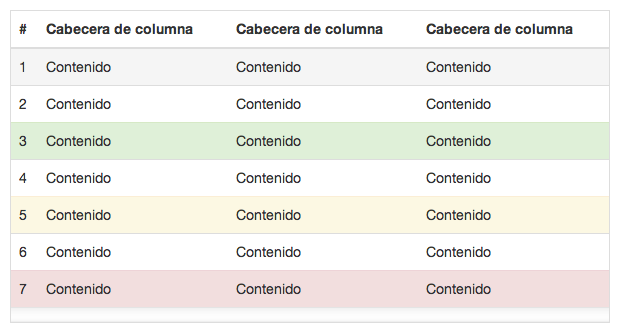 # Cabecera de columna Cabecera de columna Cabecera de columna
1 Contenido Contenido Contenido
2 Contenido Contenido Contenido
3 Contenido Contenido Contenido
4 Contenido Contenido Contenido
5 Contenido Contenido Contenido
6 Contenido Contenido Contenido
7 Contenido Contenido Contenido